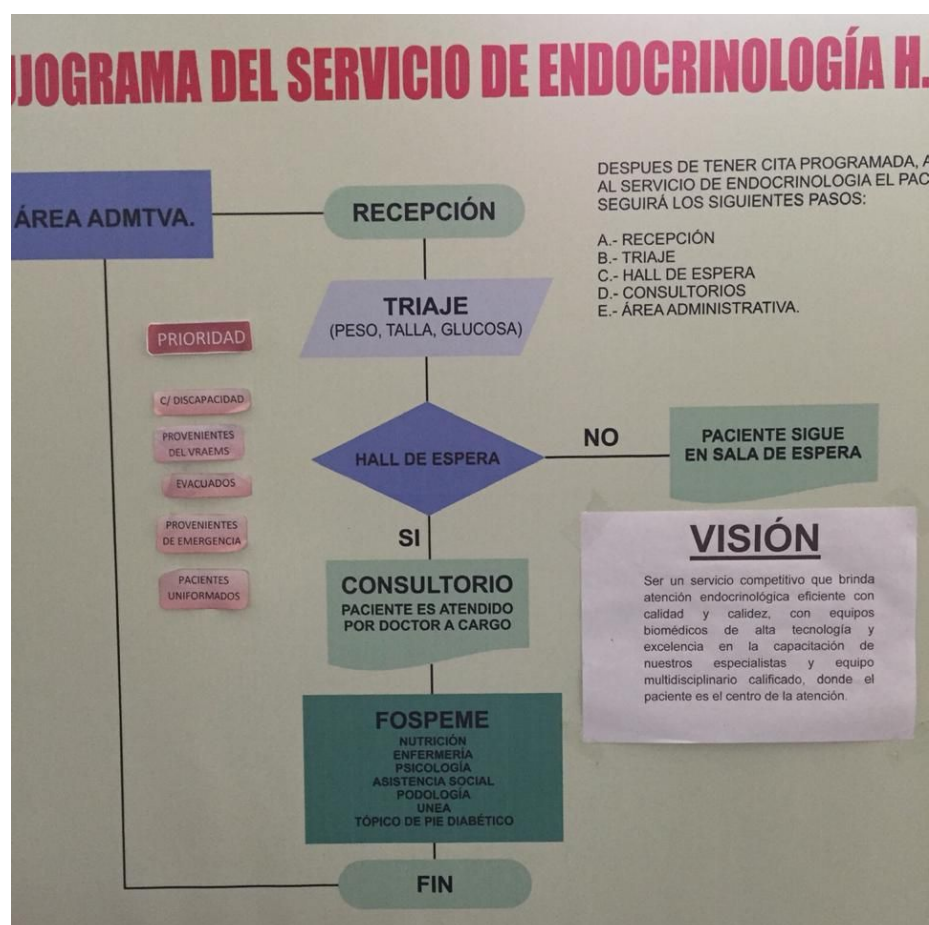 DEL SERVICIO DE ENDOCRINOLOGÍA H.
DESPUES DE TENER CITA PROGRAMADA,
AL SERVICIO DE ENDOCRINOLOGIA EL
SEGUIRÁ LOS SIGUIENTES PASOS:
A.- RECEPCIÓN
B.- TRIAJE
C.- HALL DE ESPERA
D.- CONSULTORIOS
E.- ÁREA ADMINISTRATIVA.
ÁREA ADMTVA.
RECEPCIÓN
TRIAJE
(PESO, TALLA, GLUCOSA)
PRIORIDAD
C/ DISCAPACIDAD
PROVENIENTES
DEL VRAEMS
EVACUADOS
PROVENIENTES
DE EMERGENCIA
PACIENTES
UNIFORMADOS
HALL DE ESPERA
NO
PACIENTE SIGUE
EN SALA DE ESPERA
SI
CONSULTORIO
PACIENTE ES ATENDIDO
POR DOCTOR A CARGO
FOSPEME
NUTRICIÓN
ENFERMERÍA
PSICOLOGÍA
ASISTENCIA SOCIAL
PODOLOGÍA
UNEA
TÓPICO DE PIE DIABÉTICO
FIN
VISIÓN
Ser un servicio competitivo que brinda
atención endocrinológica eficiente con
calidad y calidez, con equipos
biomédicos de alta tecnología y
excelencia en la capacitación de
nuestros especialistas y equipo
multidisciplinario calificado, donde el
paciente es el centro de la atención.